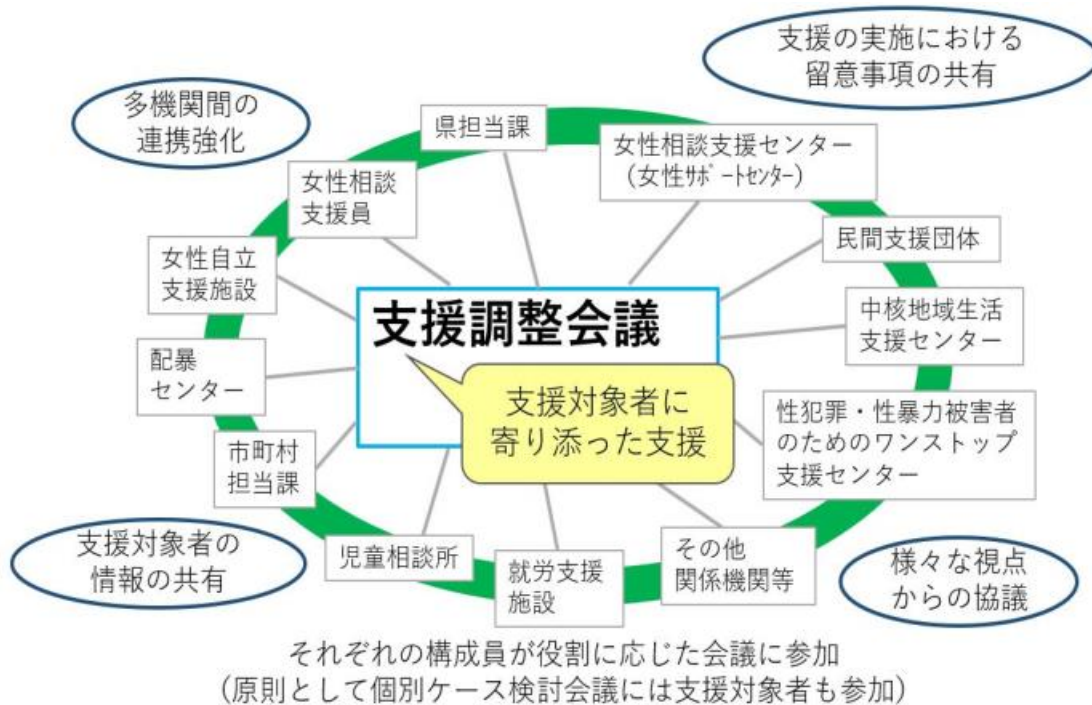 支援の実施における
留意事項の共有
多機関間の
連携強化
県担当課
女性相談支援センター
（女性ｻﾎﾟｰﾄｾﾝﾀｰ）
女性相談
支援員
民間支援団体
女性自立
支援施設
中核地域生活
支援センター
支援調整会議
配暴
センター
支援対象者に
寄り添った支援
性犯罪・性暴力被害者
のためのワンストップ
支援センター
市町村
担当課
支援対象者の
情報の共有
児童相談所
就労支援
施設
その他
関係機関等
様々な視点
からの協議
それぞれの構成員が役割に応じた会議に参加
（原則として個別ケース検討会議には支援対象者も参加）